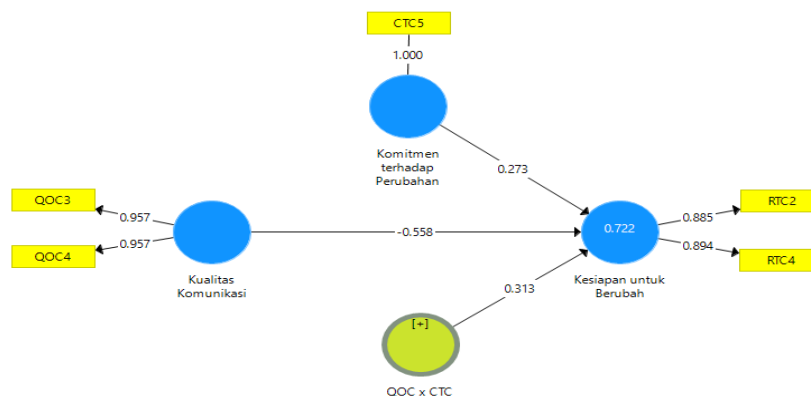 CTC5
1.000
Komitmen
terhadap
Perubahan
0.273
QOC3
0.957
QOC4
0.957
Kualitas
Komunikasi
-0.558
0.722
Kesiapan untuk
Berubah
0.885
RTC2
0.894
RTC4
0.313
[+]
QOC x CTC